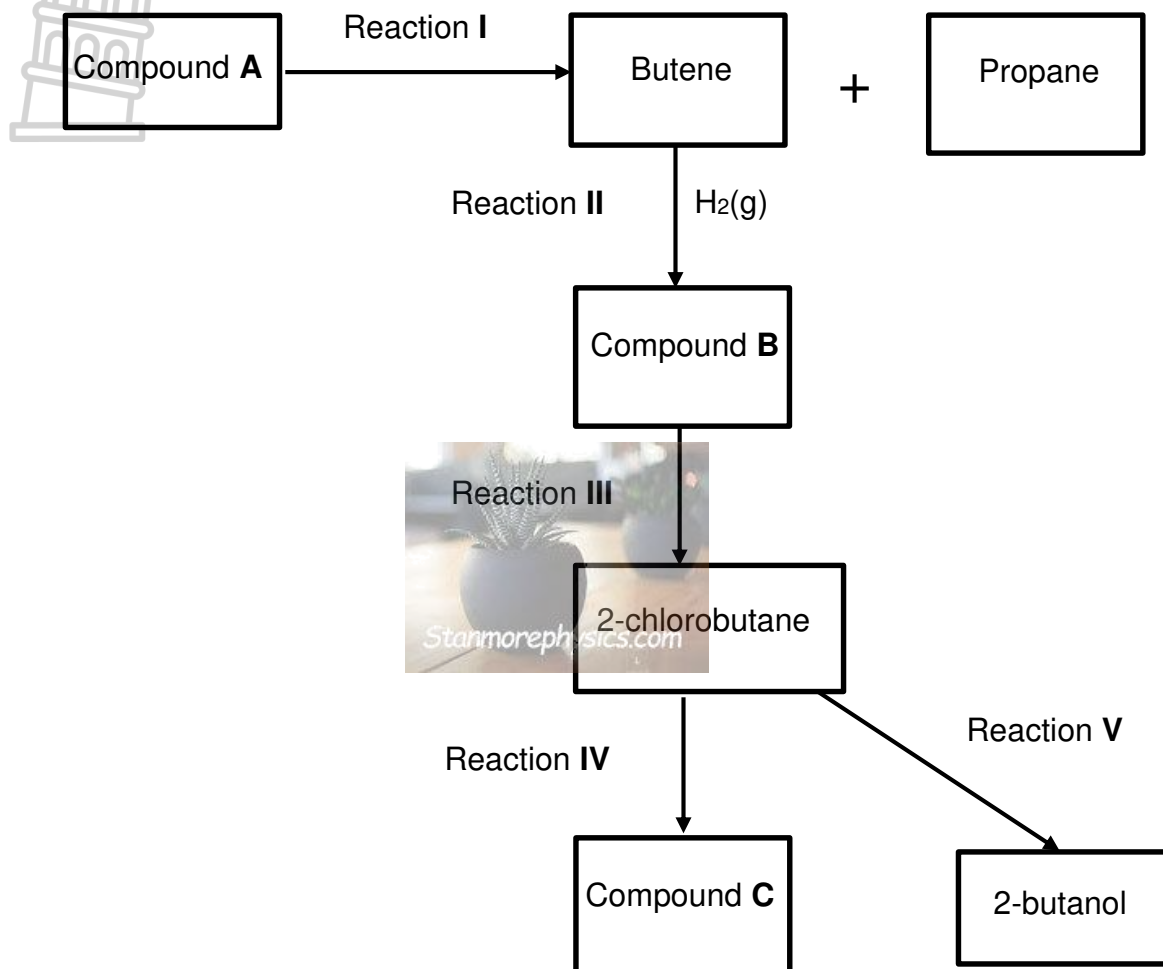 Reaction I
Compound A
Butene
+
Propane
Reaction II
H₂(g)
Compound B
Reaction III
2-chlorobutane
Stanmorephysics.com
Reaction IV
Reaction V
Compound C
2-butanol